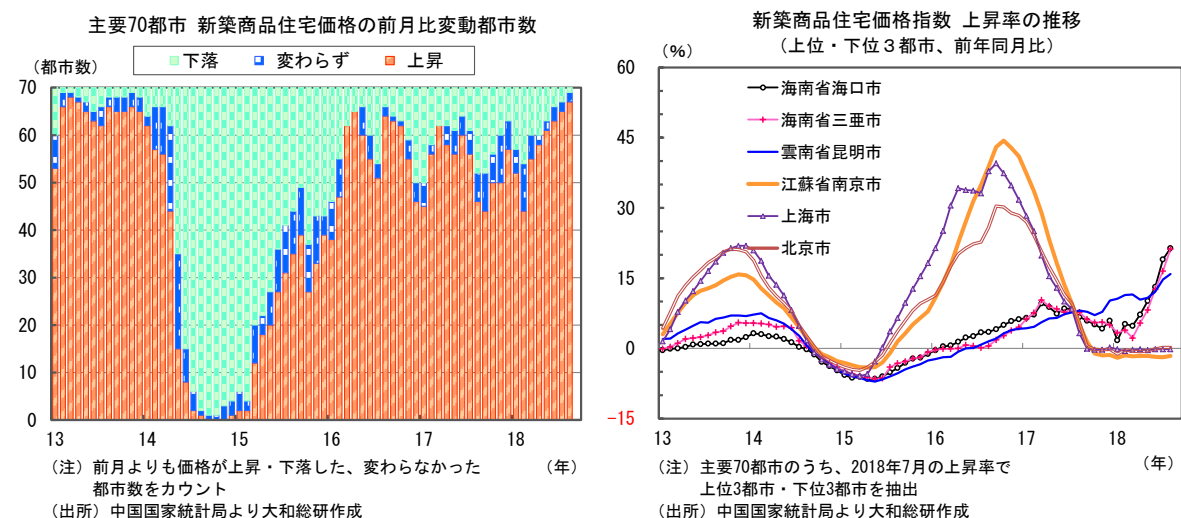 主要70都市 新築商品住宅価格の前月比変動都市数
(都市数)
下落 変わらず 上昇
70
60
50
40
30
20
10
0
13 14 15 16 17 18
(年)
(注)前月よりも価格が上昇・下落した、変わらなかった
都市数をカウント
(出所)中国国家統計局より大和総研作成
新築商品住宅価格指数 上昇率の推移
(上位・下位3都市、前年同月比)
(%)
60
45
30
15
0
-15
海南省海口市
海南省三亜市
雲南省昆明市
江蘇省南京市
上海市
北京市
13 14 15 16 17 18
(年)
(注)主要70都市のうち、2018年7月の上昇率で
上位3都市・下位3都市を抽出
(出所)中国国家統計局より大和総研作成